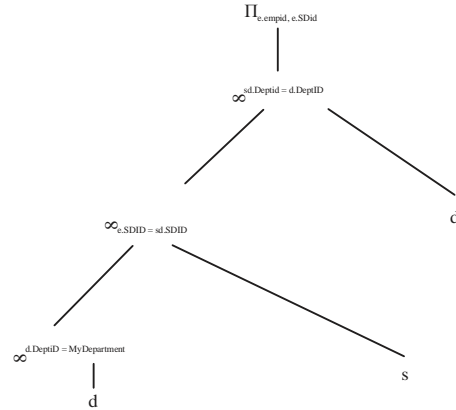 Π e.empid, e.SDid
∞ sd.Deptid = d.DeptID
d
∞ e.SDID = sd.SDID
∞ d.DeptiD = MyDepartment
s
d